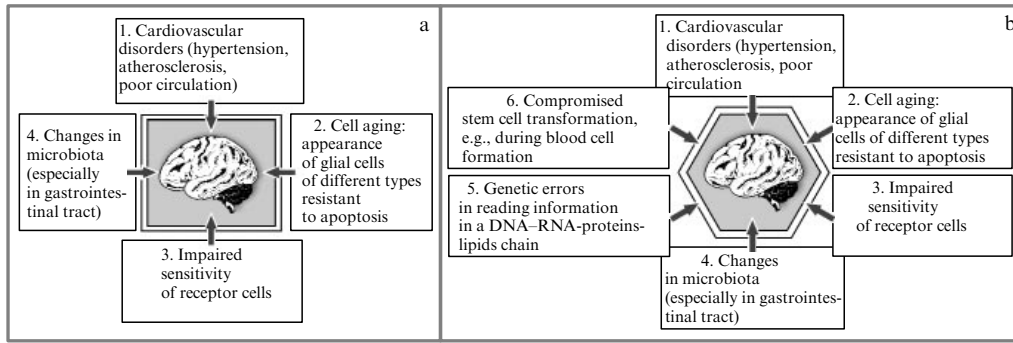 a
1. Cardiovascular
disorders (hypertension,
atherosclerosis,
poor circulation)
4. Changes in
microbiota
(especially
in gastrointes-
tinal tract)
2. Cell aging:
appearance
of glial cells
of different types
resistant
to apoptosis
3. Impaired
sensitivity
of receptor cells
b
1. Cardiovascular
disorders (hypertension,
atherosclerosis, poor
circulation
6. Compromised
stem cell transformation,
e.g., during blood cell
formation
2. Cell aging:
appearance of glial
cells of different types
resistant to apoptosis
5. Genetic errors
in reading information
in a DNA–RNA-proteins-
lipids chain
3. Impaired
sensitivity
of receptor cells
4. Changes
in microbiota
(especially in gastrointes-
tinal tract)